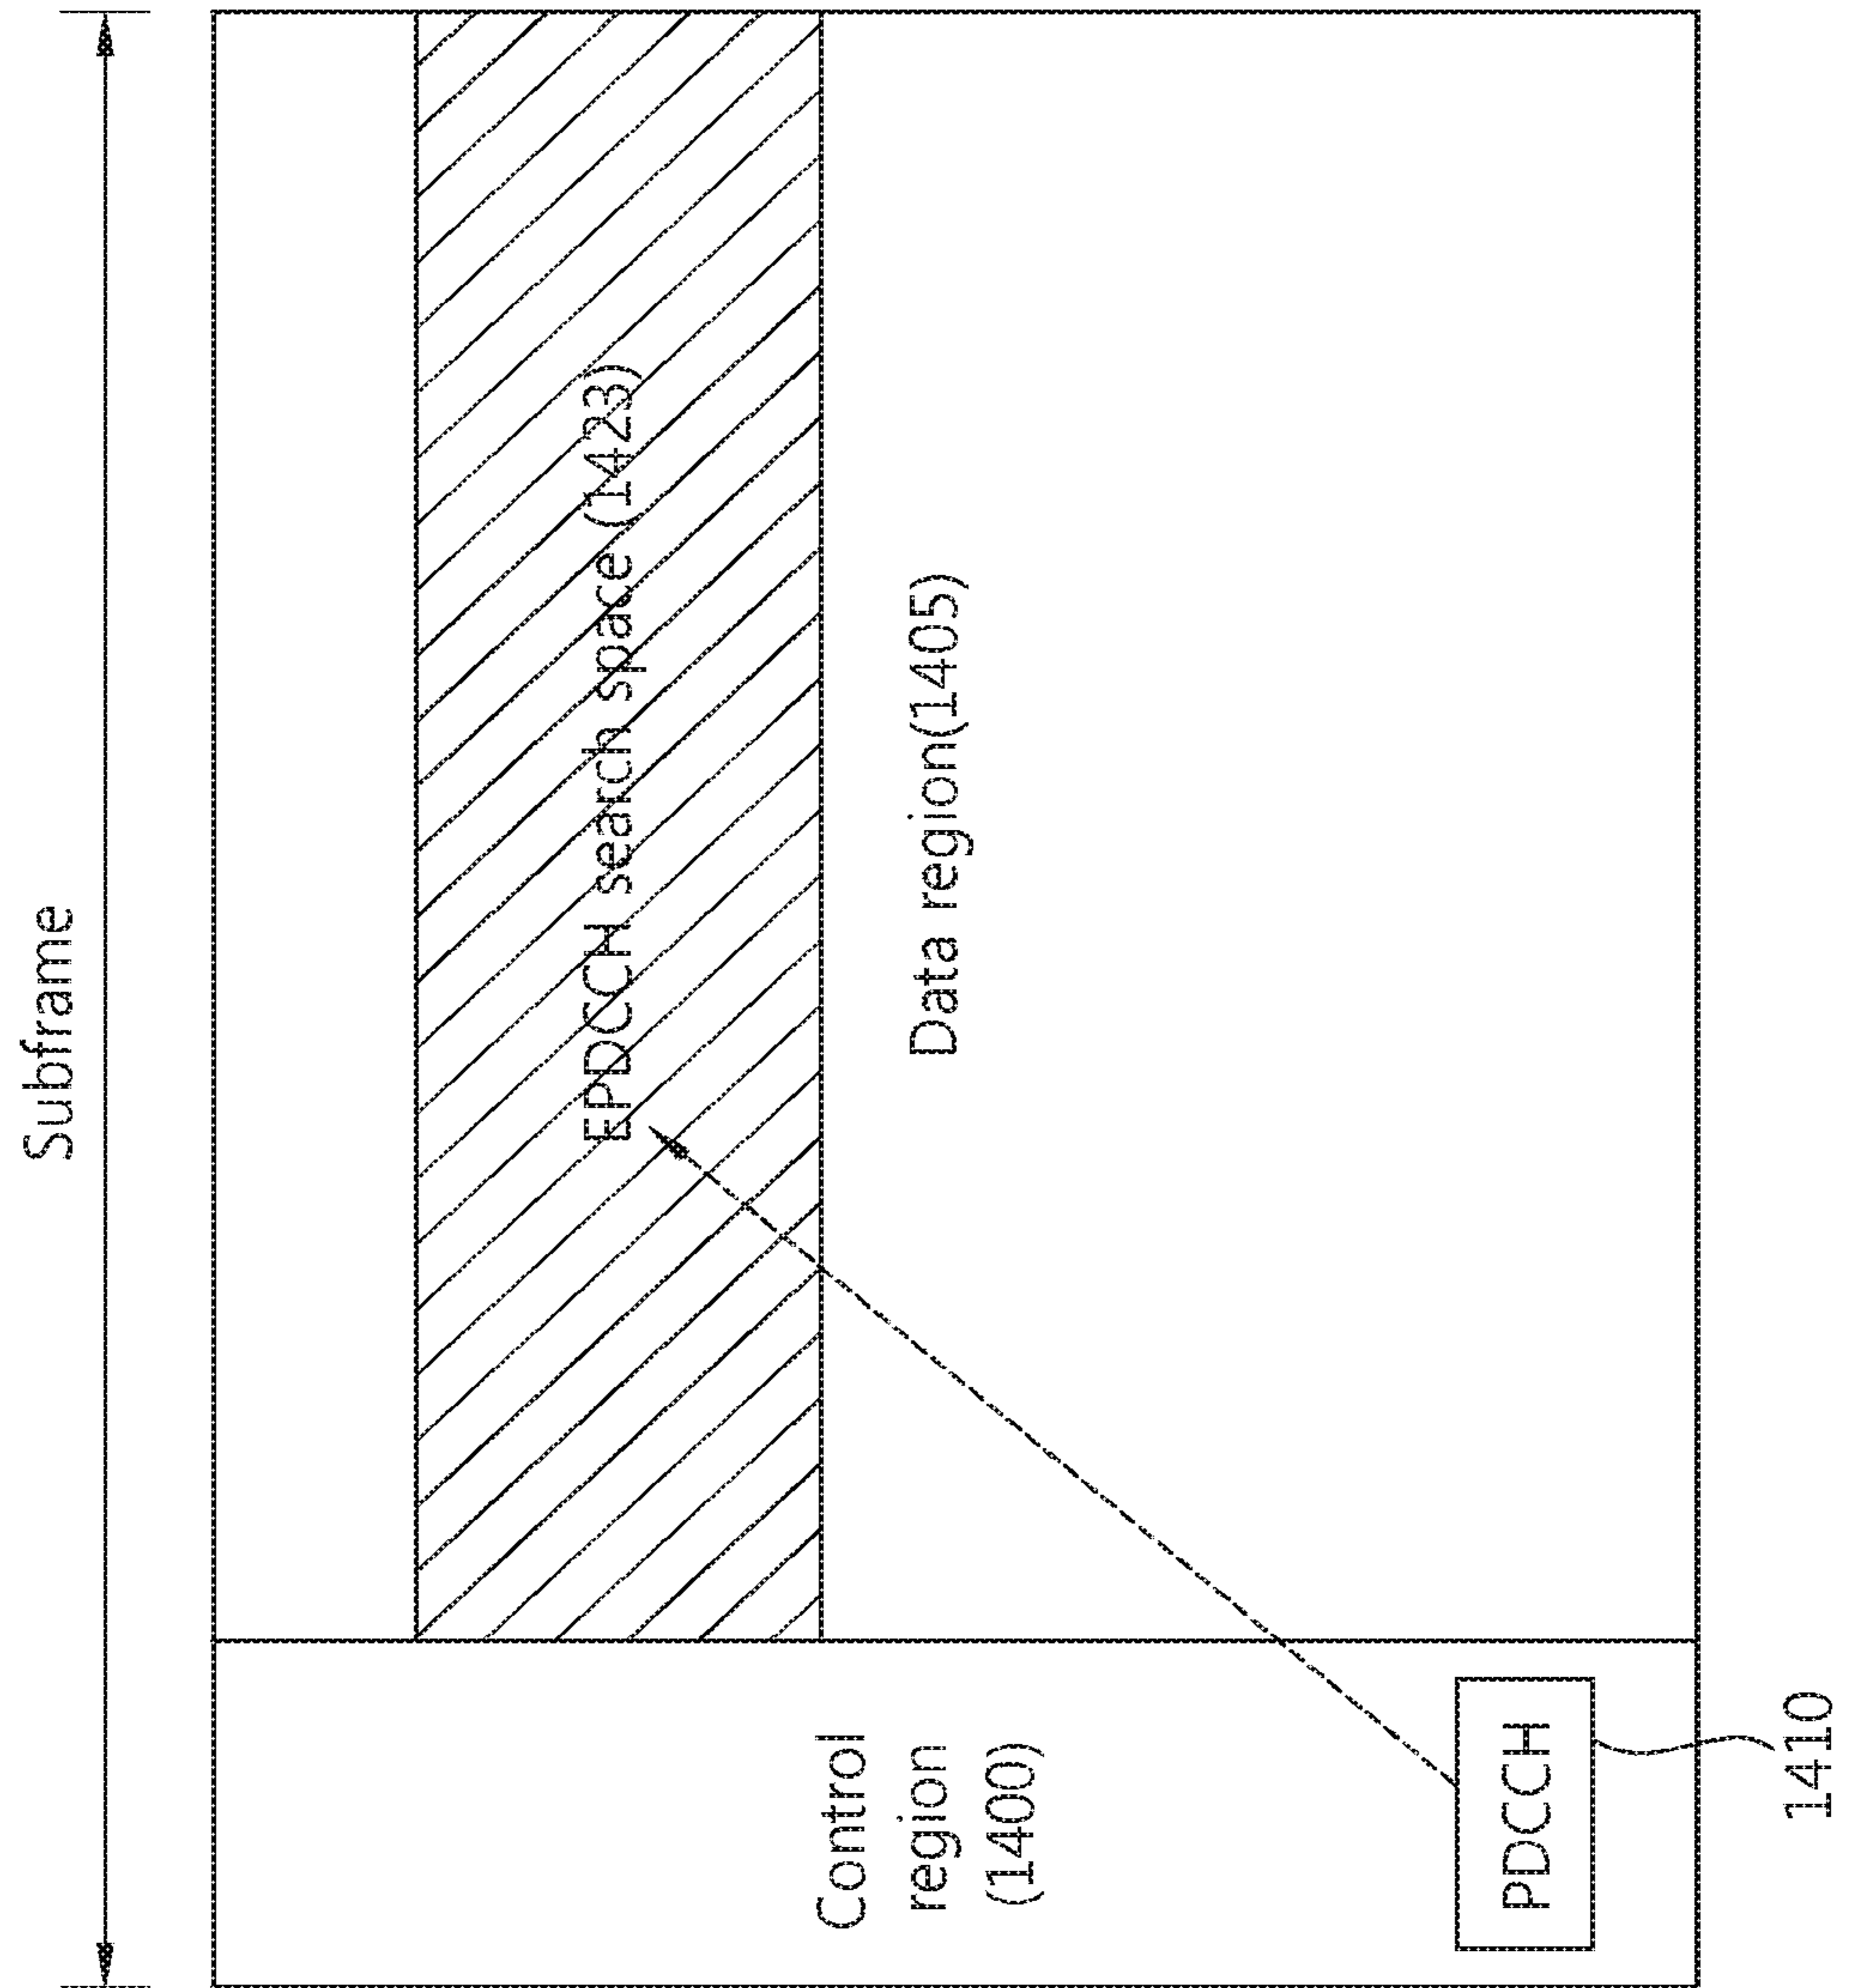 Subframe
EPDCCH search space (1423)
Data region(1405)
Control
region
(1400)
PDCCH
1410